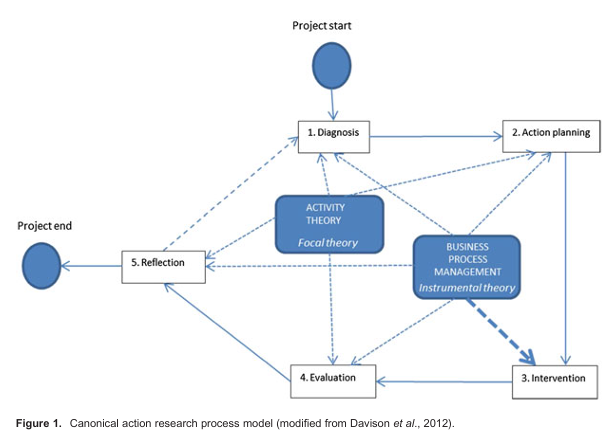 Project start
1. Diagnosis
2. Action planning
ACTIVITY
THEORY
Focal theory
Project end
BUSINESS
PROCESS
MANAGEMENT
Instrumental theory
5. Reflection
4. Evaluation
3. Intervention
Figure 1. Canonical action research process model (modified from Davison et al., 2012).